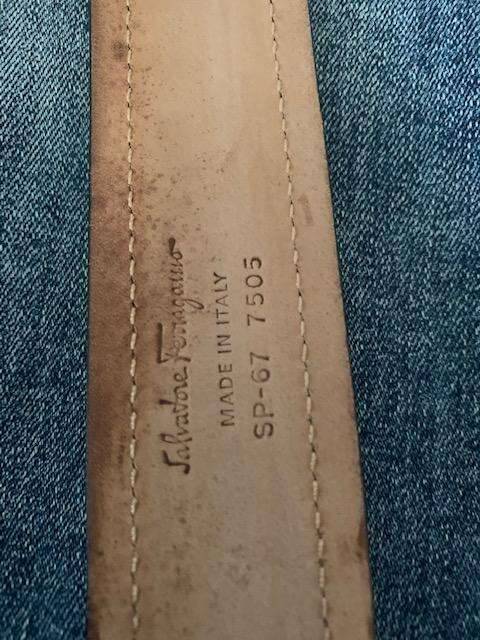 Salvatore Ferragamo
MADE IN ITALY
SP-67 7505